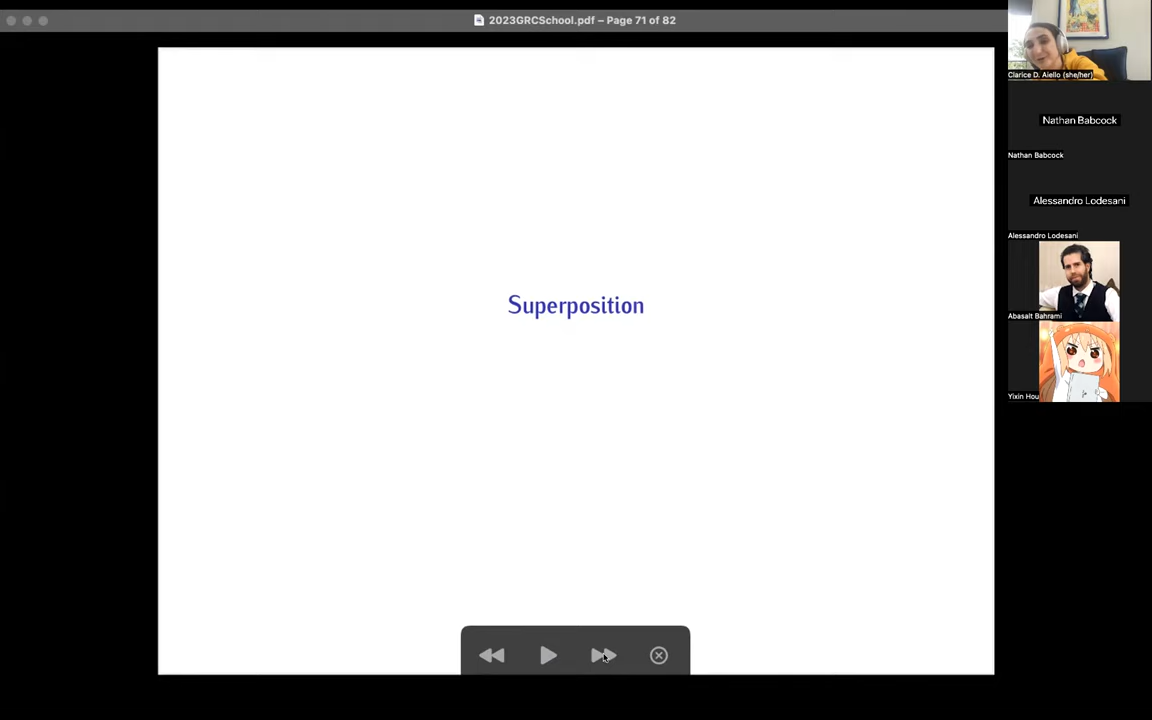 2023GRCSchool.pdf – Page 71 of 82
Superposition
Clarice D. Aiello (she/her)
Nathan Babcock
Nathan Babcock
Alessandro Lodesani
Alessandro Lodesani
Abasalt Bahrami
Yixin Hou